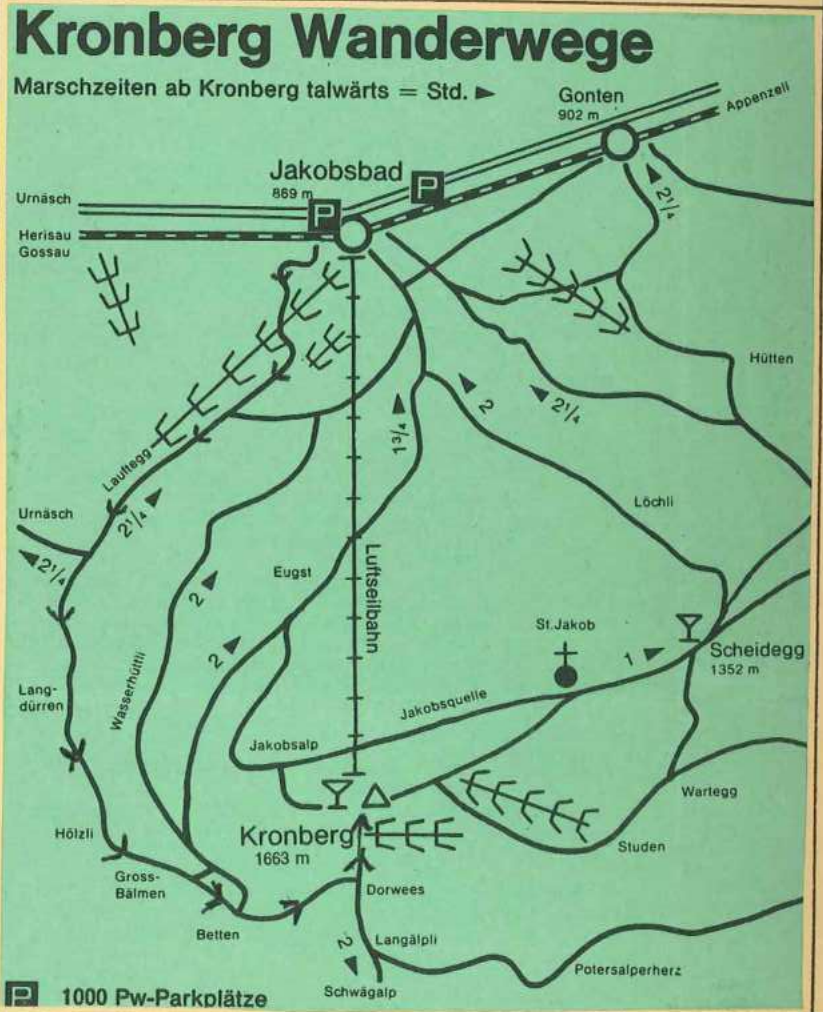 Kronberg Wanderwege
Marschzeiten ab Kronberg talwärts = Std. ►
Gonten
902 m
Appenzell
Jakobsbad
869 m
P
P
Urnäsch
Herisau
Gossau
2¼
Hütten
2
2¼
1¾
Lauftegg
2¼
Urnäsch
2¼
Löchli
Luftseilbahn
Eugst
2
2
St. Jakob
1
Scheidegg
1352 m
Lang-
dürren
Wasserhüttli
Jakobsquelle
Jakobsalp
Wartegg
Hölzli
Kronberg
1663 m
Studen
Gross-
Bälmen
Dorwees
Betten
Langälpli
2
Potersalperherz
Schwägalp
P 1000 Pw-Parkplätze